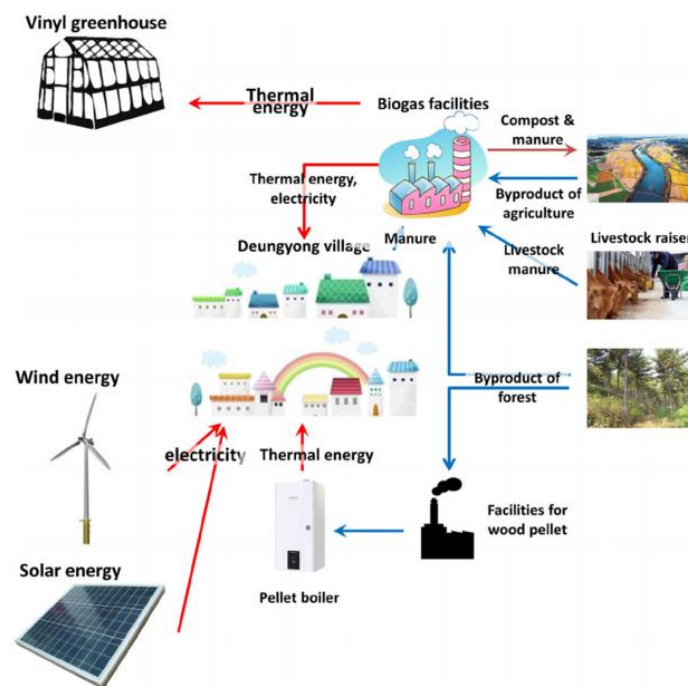 Vinyl greenhouse
Thermal
energy
Biogas facilities
Compost &
manure
Thermal energy,
electricity
Byproduct of
agriculture
Deungyong village
Manure
Livestock
manure
Livestock raiser
Wind energy
Byproduct of
forest
electricity
Thermal energy
Facilities for
wood pellet
Solar energy
Pellet boiler